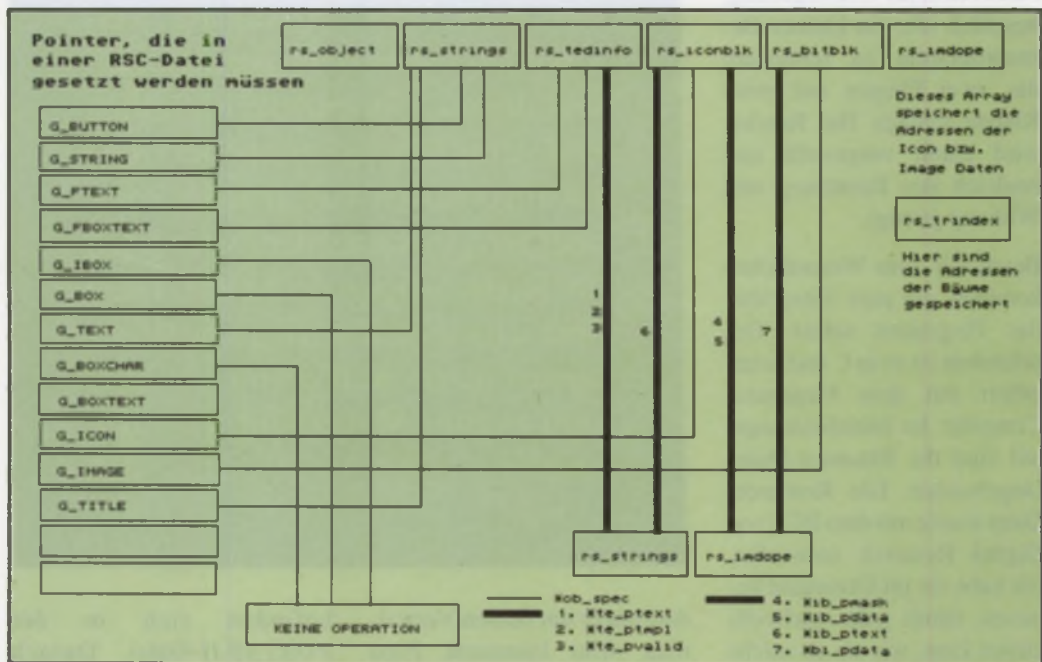 Pointer, die in
einer RSC-Datei
gesetzt werden müssen
rs_object
rs_strings
rs_tedinfo
rs_iconblk
rs_bitblk
rs_imdope
Dieses Array
speichert die
Adressen der
Icon bzw.
Image Daten
rs_trindex
Hier sind
die Adressen
der Bäume
gespeichert
G_BUTTON
G_STRING
G_FTEXT
G_FBOXTEXT
G_IBOX
G_BOX
G_TEXT
G_BOXCHAR
G_BOXTEXT
G_ICON
G_IMAGE
G_TITLE
1
2
3
6
4
5
7
rs_strings
rs_imdope
KEINE OPERATION
Xob_spec
1. Xte_ptext
2. Xte_ptmpl
3. Xte_pvalid
4. Xib_pmask
5. Xib_pdata
6. Xib_ptext
7. Xbi_pdata